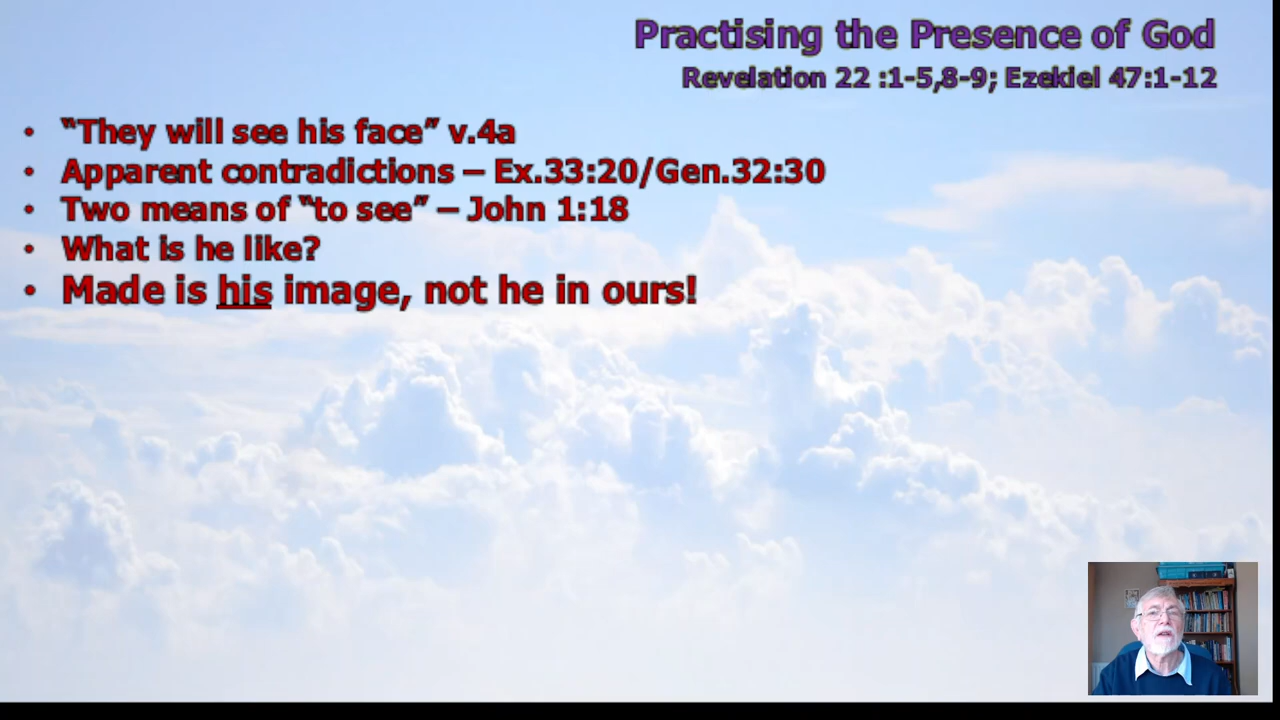 Practising the Presence of God
Revelation 22 :1-5,8-9; Ezekiel 47:1-12
• “They will see his face” v.4a
• Apparent contradictions – Ex.33:20/Gen.32:30
• Two means of “to see” – John 1:18
• What is he like?
• Made is his image, not he in ours!